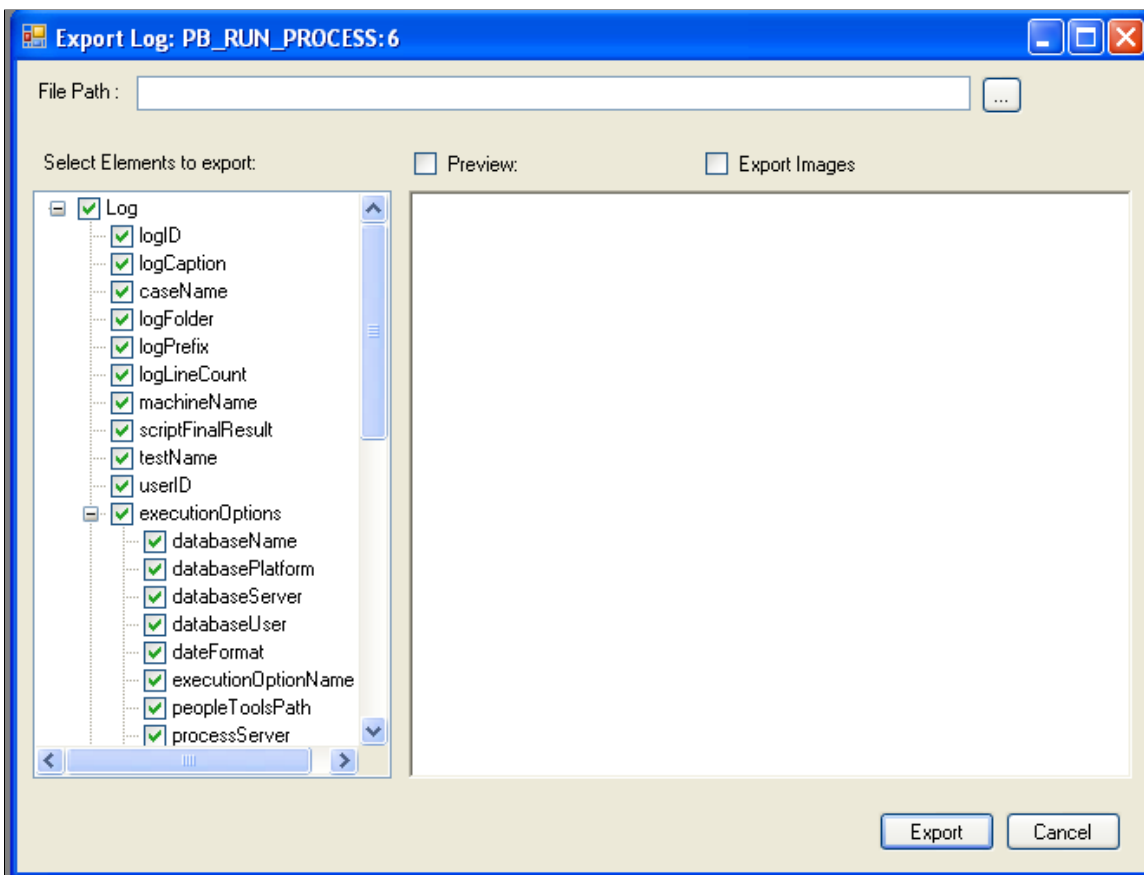 Export Log: PB_RUN_PROCESS:6
File Path :
...
Select Elements to export:
Preview:
Export Images
Log
logID
logCaption
caseName
logFolder
logPrefix
logLineCount
machineName
scriptFinalResult
testName
userID
executionOptions
databaseName
databasePlatform
databaseServer
databaseUser
dateFormat
executionOptionName
peopleToolsPath
processServer
Export
Cancel